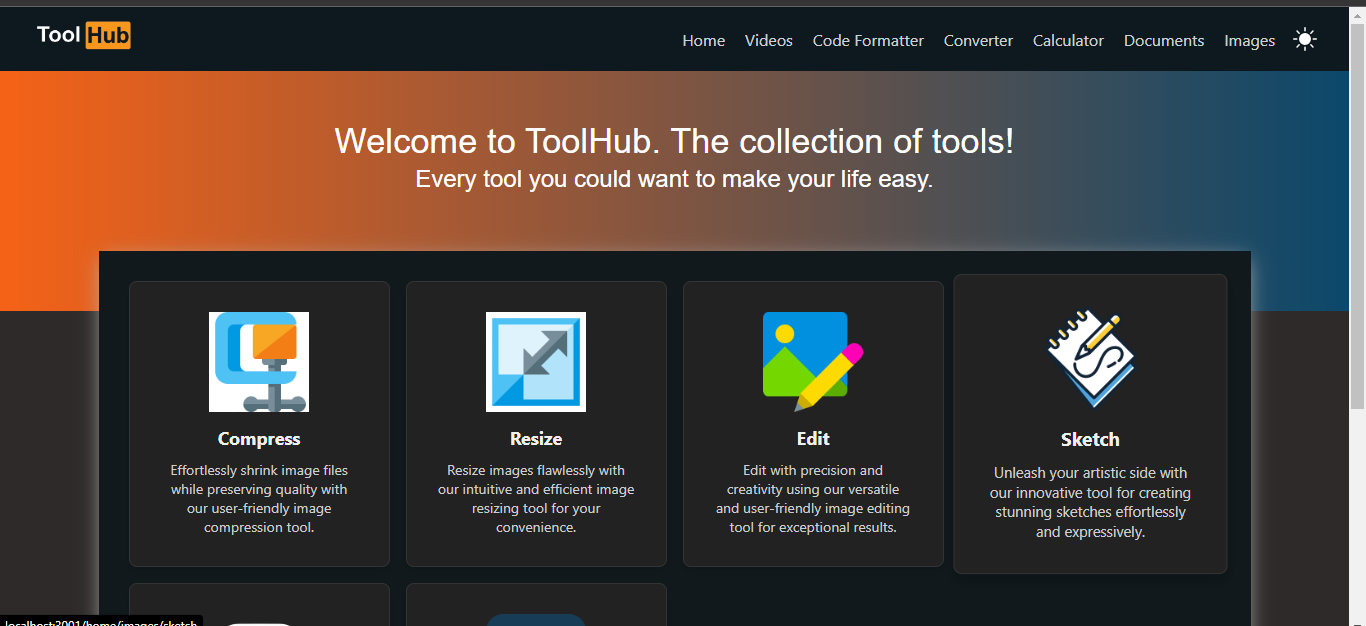 Tool Hub
Home Videos Code Formatter Converter Calculator Documents Images
Welcome to ToolHub. The collection of tools!
Every tool you could want to make your life easy.
Compress
Effortlessly shrink image files
while preserving quality with
our user-friendly image
compression tool.
Resize
Resize images flawlessly with
our intuitive and efficient image
resizing tool for your
convenience.
Edit
Edit with precision and
creativity using our versatile
and user-friendly image editing
tool for exceptional results.
Sketch
Unleash your artistic side with
our innovative tool for creating
stunning sketches effortlessly
and expressively.
localhost:3001/home/images/sketch